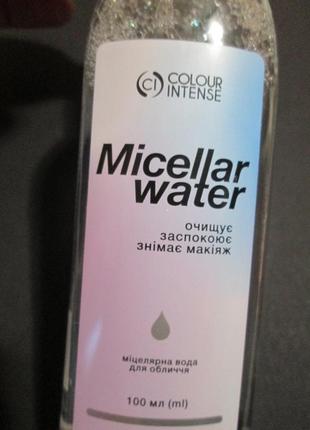 CI COLOUR
INTENSE
Micellar
water
очищує
заспокоює
знімає макіяж
міцелярна вода
для обличчя
100 мл (ml)